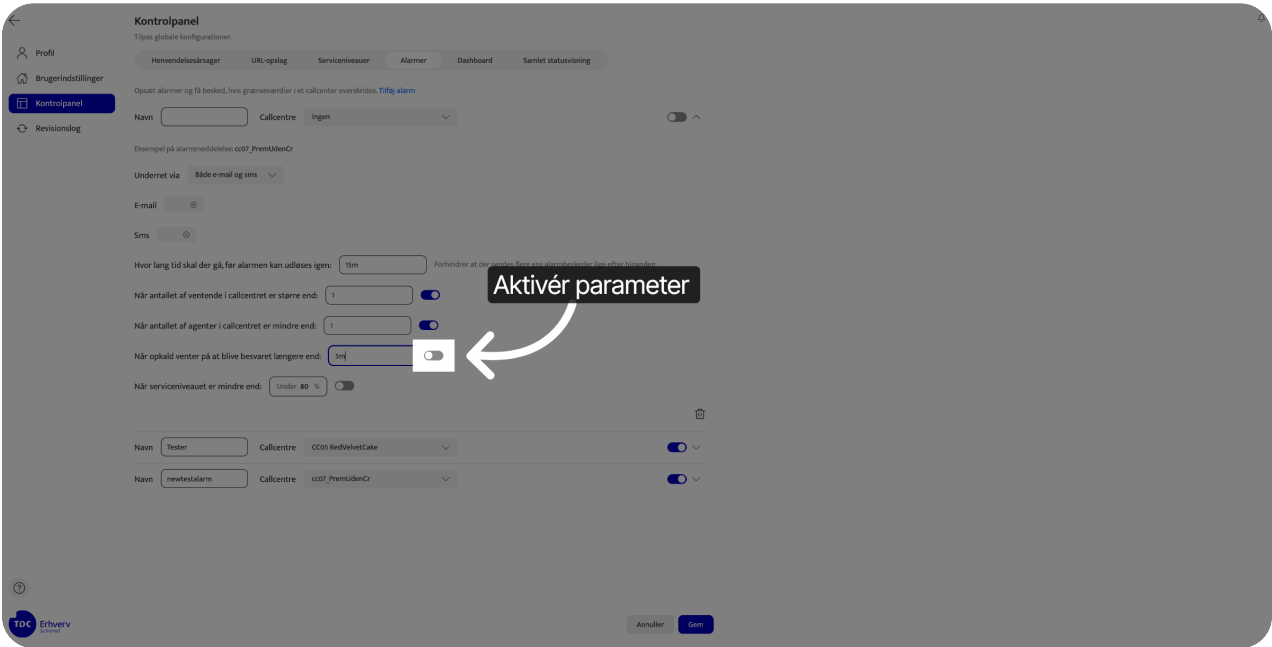 Kontrolpanel
Tilpas globale konfigurationer.
Profil
Brugerindstillinger
Kontrolpanel
Revisionslog
Henvendelsesårsager URL-opslag Serviceniveauer Alarmer Dashboard Samlet statusvisning
Opsæt alarmer og få besked, hvis grænseværdier i et callcenter overskrides. Tilføj alarm
Navn Callcentre Ingen
Eksempel på alarmmeddelelse: cc07_PremUdenCr
Underret via Både e-mail og sms
E-mail
Sms
Hvor lang tid skal der gå, før alarmen kan udløses igen: 15m Forhindrer at der sendes flere ens alarmbeskeder lige efter hinanden.
Aktivér parameter
Når antallet af ventende i callcentret er større end: 1
Når antallet af agenter i callcentret er mindre end: 1
Når opkald venter på at blive besvaret længere end: 5m
Når serviceniveauet er mindre end: Under 80 %
Navn Tester Callcentre CC05 RedVelvetCake
Navn newtestalarm Callcentre cc07_PremUdenCr
TDC Erhverv
Annuller Gem